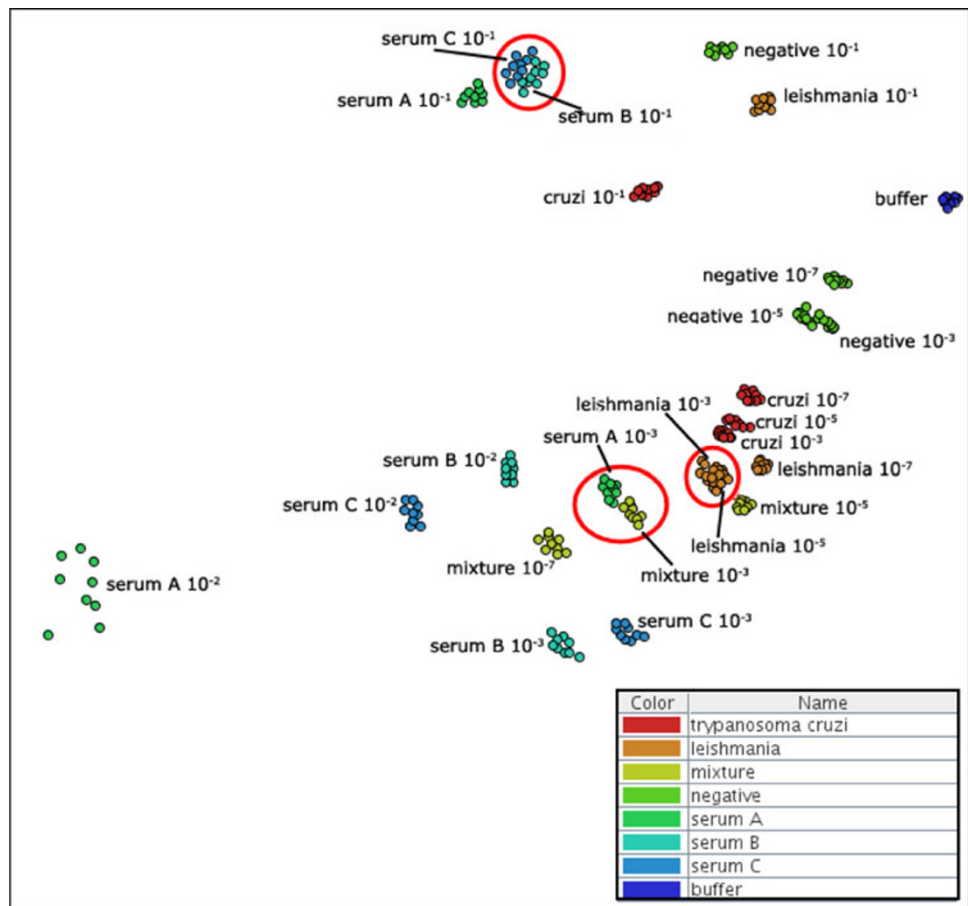 serum C 10⁻¹
negative 10⁻¹
serum A 10⁻¹
leishmania 10⁻¹
serum B 10⁻¹
cruzi 10⁻¹
buffer
negative 10⁻⁷
negative 10⁻⁵
negative 10⁻³
cruzi 10⁻⁷
leishmania 10⁻³
cruzi 10⁻⁵
serum A 10⁻³
cruzi 10⁻³
serum B 10⁻²
leishmania 10⁻⁷
serum C 10⁻²
mixture 10⁻⁵
leishmania 10⁻⁵
mixture 10⁻⁷
mixture 10⁻³
serum A 10⁻²
serum C 10⁻³
serum B 10⁻³
Color Name
trypanosoma cruzi
leishmania
mixture
negative
serum A
serum B
serum C
buffer